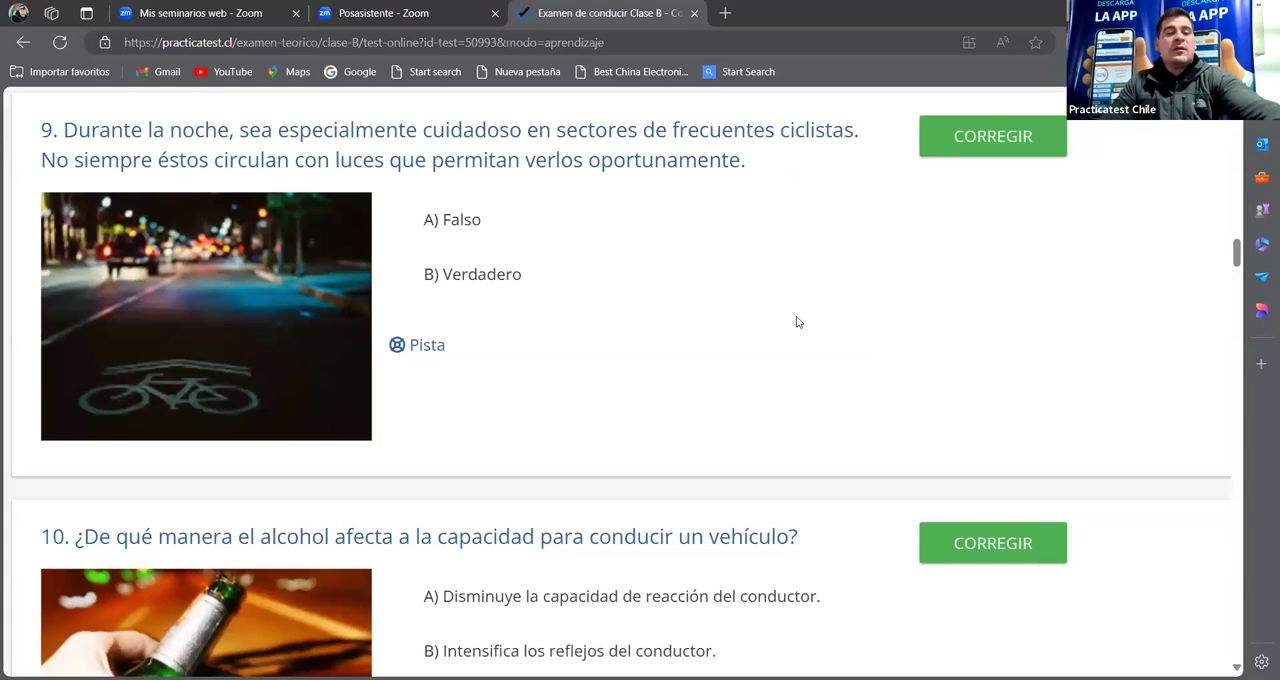 Mis seminarios web - Zoom
Posasistente - Zoom
Examen de conducir Clase B - Co
https://practicatest.cl/examen-teorico/clase-B/test-online?id-test=50993&modo=aprendizaje
Importar favoritos
Gmail
YouTube
Maps
Google
Start search
Nueva pestaña
Best China Electroni...
Start Search
DESCARGA
LA APP
DESCARGA
LA APP
Practicatest Chile
9. Durante la noche, sea especialmente cuidadoso en sectores de frecuentes ciclistas.
No siempre éstos circulan con luces que permitan verlos oportunamente.
CORREGIR
A) Falso
B) Verdadero
Pista
10. ¿De qué manera el alcohol afecta a la capacidad para conducir un vehículo?
CORREGIR
A) Disminuye la capacidad de reacción del conductor.
B) Intensifica los reflejos del conductor.